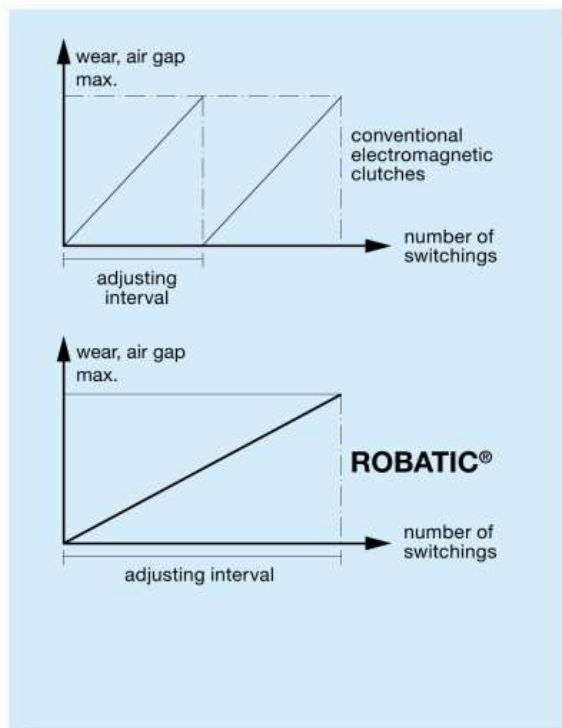 wear, air gap
max.
conventional
electromagnetic
clutches
number of
switchings
adjusting
interval
wear, air gap
max.
ROBATIC®
number of
switchings
adjusting interval